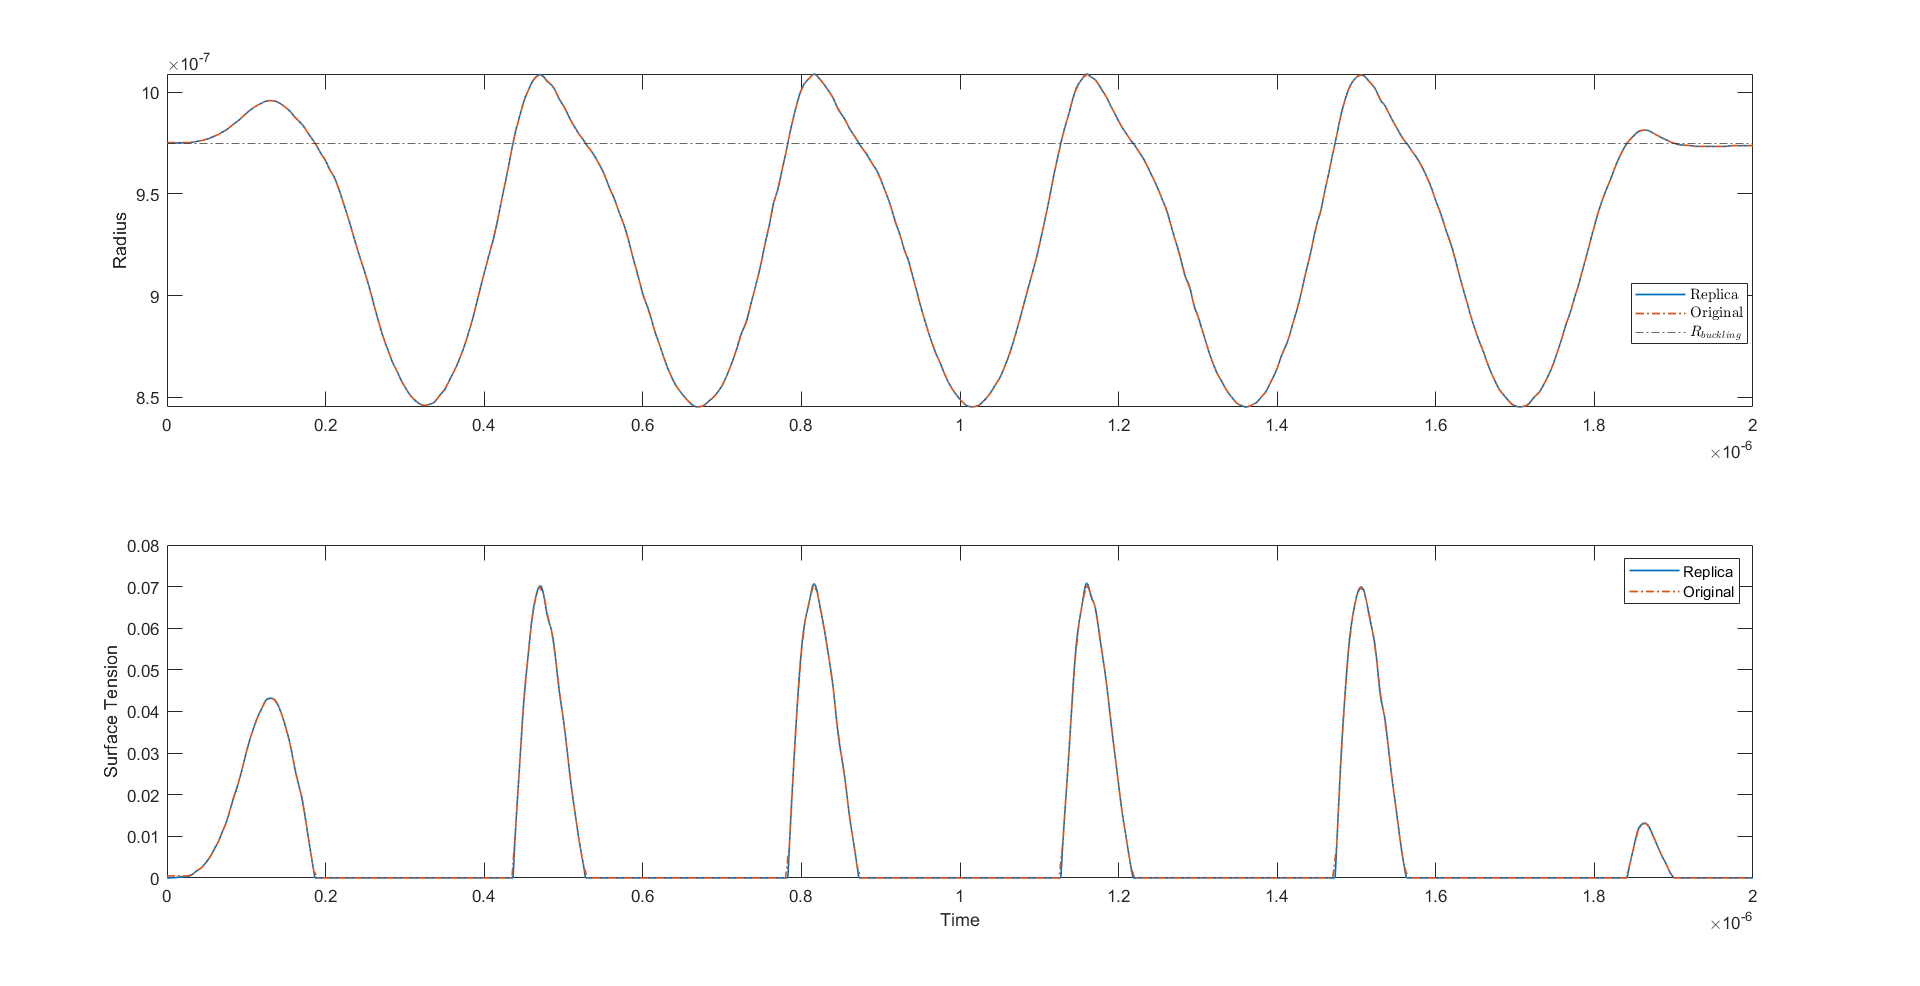 ×10-7
10
9.5
9
8.5
Radius
0 0.2 0.4 0.6 0.8 1 1.2 1.4 1.6 1.8 2
×10-6
Replica
Original
Rbuckling
0.08
0.07
0.06
0.05
0.04
0.03
0.02
0.01
0
Surface Tension
0 0.2 0.4 0.6 0.8 1 1.2 1.4 1.6 1.8 2
Time
×10-6
Replica
Original